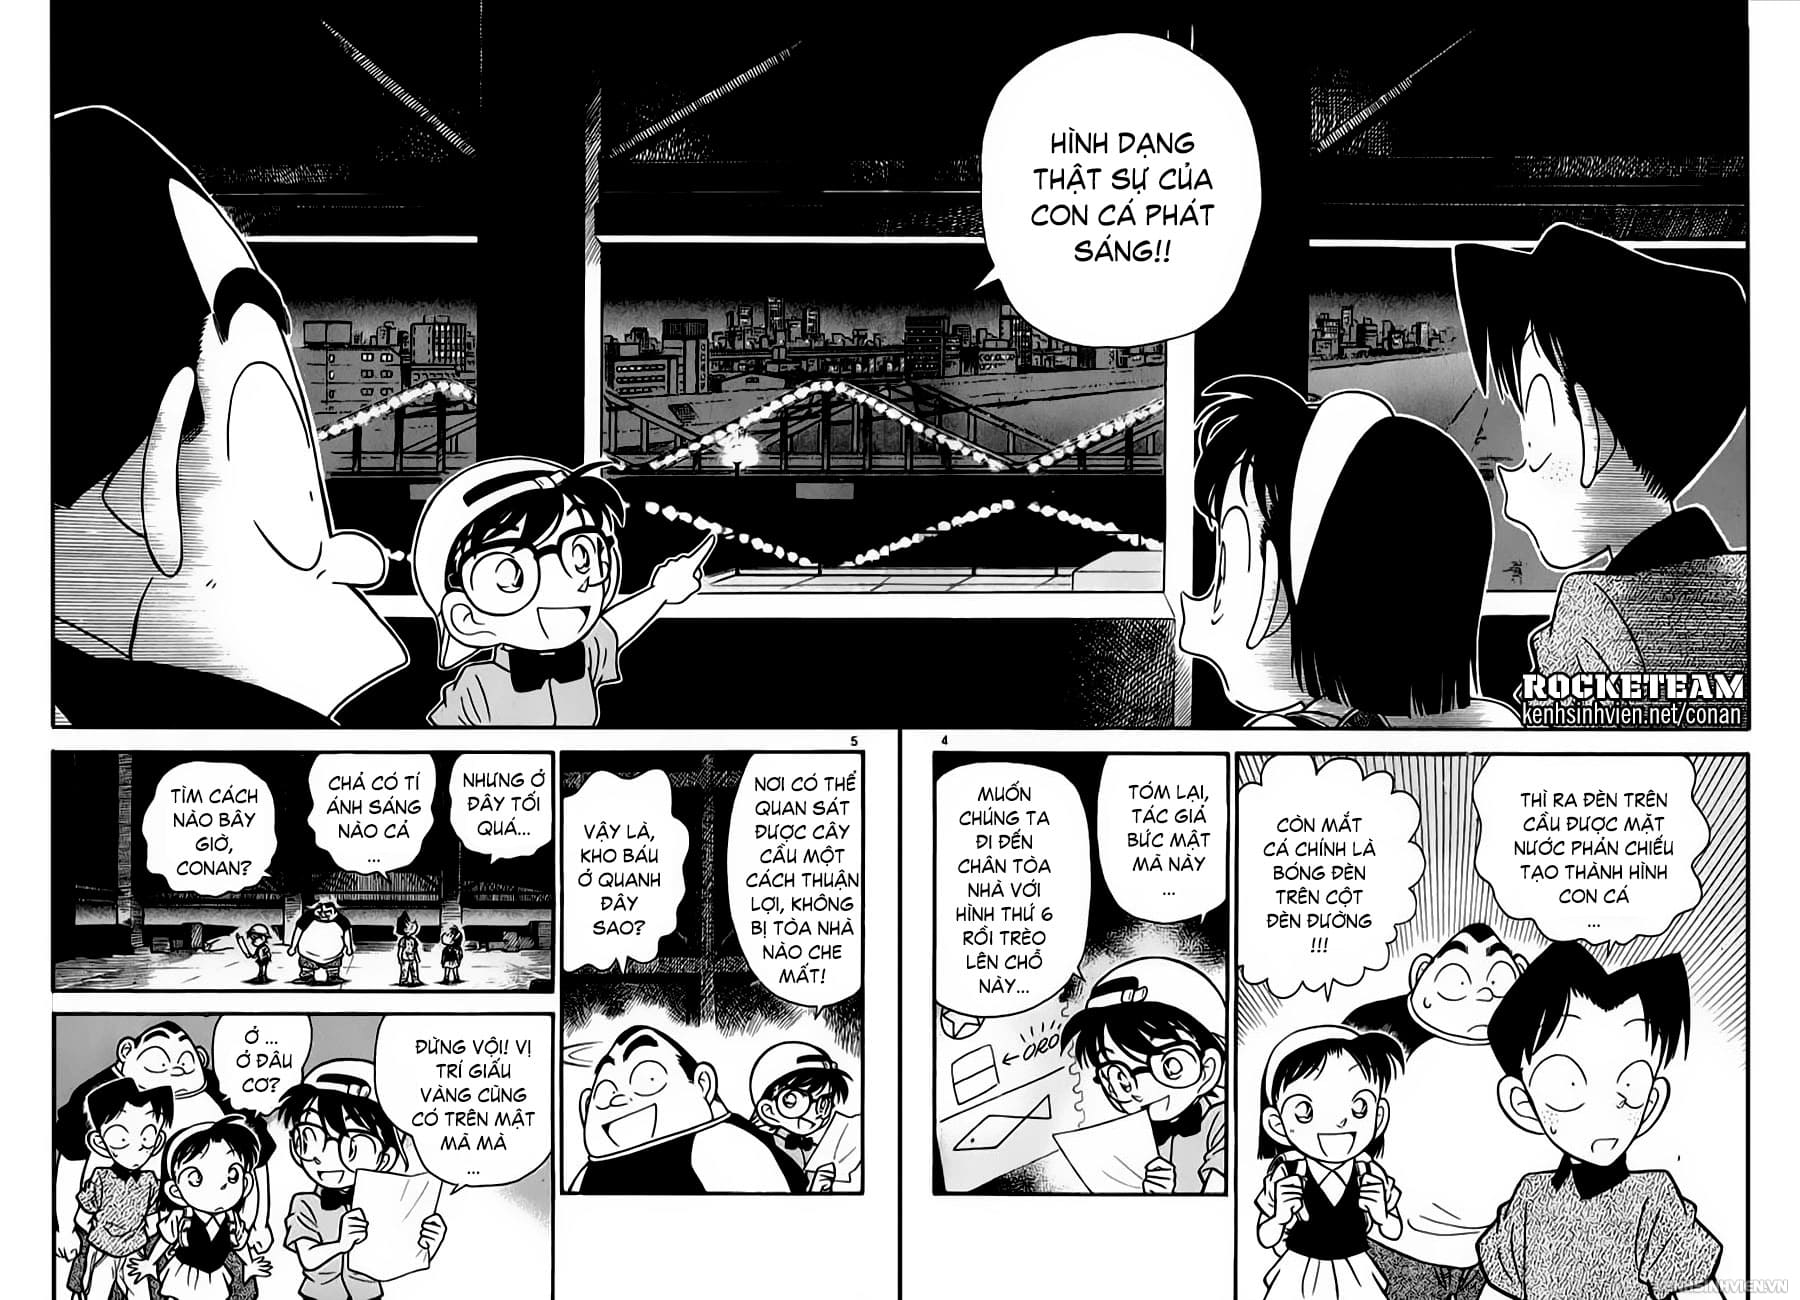 HÌNH DẠNG
THẬT SỰ CỦA
CON CÁ PHÁT
SÁNG!!
ROCKETEAM
kenhsinhvien.net/conan
4
THÌ RA ĐÈN TRÊN
CẦU ĐƯỢC MẶT
NƯỚC PHẢN CHIẾU
TẠO THÀNH HÌNH
CON CÁ
...
CÒN MẮT
CÁ CHÍNH LÀ
BÓNG ĐÈN
TRÊN CỘT
ĐÈN ĐƯỜNG
!!!
TÓM LẠI,
TÁC GIẢ
BỨC MẬT
MÃ NÀY
...
MUỐN
CHÚNG TA
ĐI ĐẾN
CHÂN TÒA
NHÀ VỚI
HÌNH THỨ 6
RỒI TRÈO
LÊN CHỖ
NÀY...
←ORO
5
NƠI CÓ THỂ
QUAN SÁT
ĐƯỢC CÂY
CẦU MỘT
CÁCH THUẬN
LỢI, KHÔNG
BỊ TÒA NHÀ
NÀO CHE
MẤT!
VẬY LÀ,
KHO BÁU
Ở QUANH
ĐÂY
SAO?
NHƯNG Ở
ĐÂY TỐI
QUÁ...
CHẢ CÓ TÍ
ÁNH SÁNG
NÀO CẢ
...
TÌM CÁCH
NÀO BÂY
GIỜ,
CONAN?
ĐỪNG VỘI! VỊ
TRÍ GIẤU
VÀNG CŨNG
CÓ TRÊN MẬT
MÃ MÀ
...
Ở
...
Ở ĐÂU
CƠ?